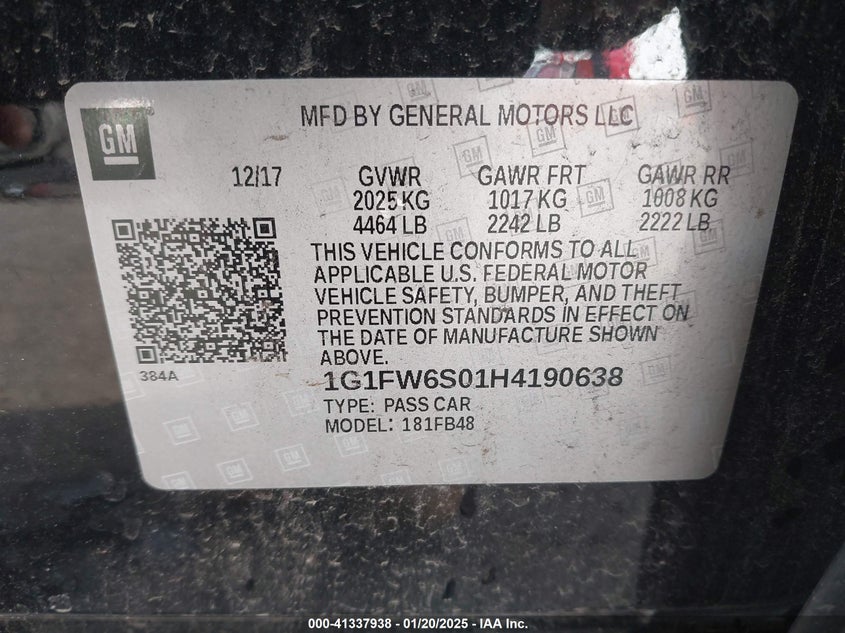 GM
MFD BY GENERAL MOTORS LLC
12/17 GVWR GAWR FRT GAWR RR
2025 KG 1017 KG 1008 KG
4464 LB 2242 LB 2222 LB
THIS VEHICLE CONFORMS TO ALL
APPLICABLE U.S. FEDERAL MOTOR
VEHICLE SAFETY, BUMPER, AND THEFT
PREVENTION STANDARDS IN EFFECT ON
THE DATE OF MANUFACTURE SHOWN
ABOVE.
384A
1G1FW6S01H4190638
TYPE: PASS CAR
MODEL: 181FB48
000-41337938 - 01/20/2025 - IAA Inc.